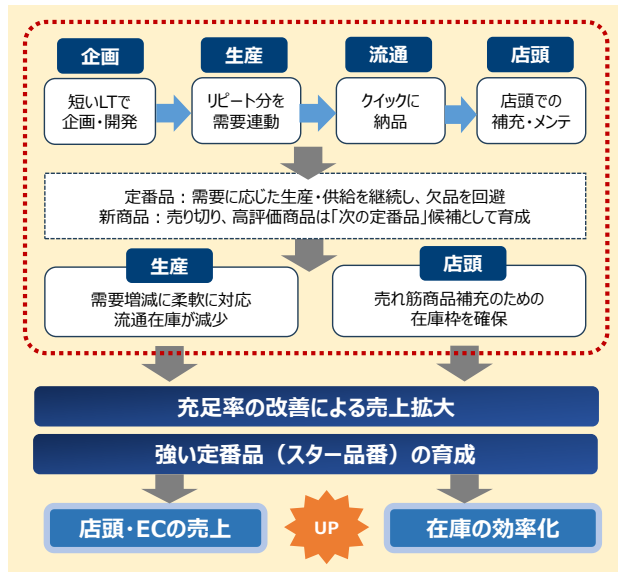 企画
生産
流通
店頭
短いLTで
企画・開発
リピート分を
需要連動
クイックに
納品
店頭での
補充・メンテ
定番品：需要に応じた生産・供給を継続し、欠品を回避
新商品：売り切り、高評価商品は「次の定番品」候補として育成
生産
需要増減に柔軟に対応
流通在庫が減少
店頭
売れ筋商品補充のための
在庫枠を確保
充足率の改善による売上拡大
強い定番品（スター品番）の育成
店頭・ECの売上
UP
在庫の効率化